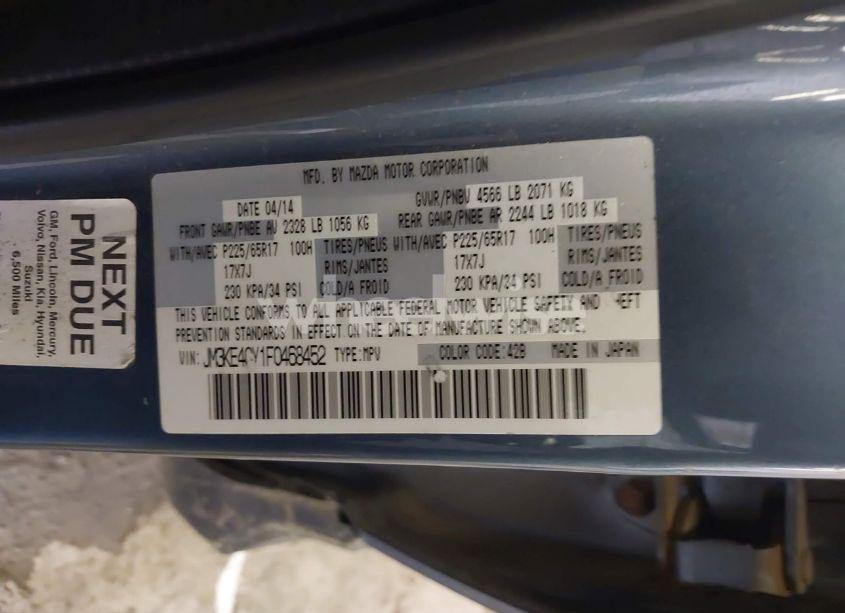 MFD. BY MAZDA MOTOR CORPORATION
DATE 04/14
GVWR/PNBV 4566 LB 2071 KG
FRONT GAWR/PNBE AV 2328 LB 1056 KG
REAR GAWR/PNBE AR 2244 LB 1018 KG
WITH/AVEC P225/65R17 100H TIRES/PNEUS WITH/AVEC P225/65R17 100H TIRES/PNEUS
17X7J RIMS/JANTES 17X7J RIMS/JANTES
230 KPA/34 PSI COLD/A FROID 230 KPA/34 PSI COLD/A FROID
THIS VEHICLE CONFORMS TO ALL APPLICABLE FEDERAL MOTOR VEHICLE SAFETY AND THEFT
PREVENTION STANDARDS IN EFFECT ON THE DATE OF MANUFACTURE SHOWN ABOVE.
VIN: JM3KE4CY1F0468452 TYPE:MPV COLOR CODE:42B MADE IN JAPAN
NEXT
PM DUE
GM, Ford, Lincoln, Mercury,
Volvo, Nissan, Kia, Hyundai,
Suzuki
6,500 Miles